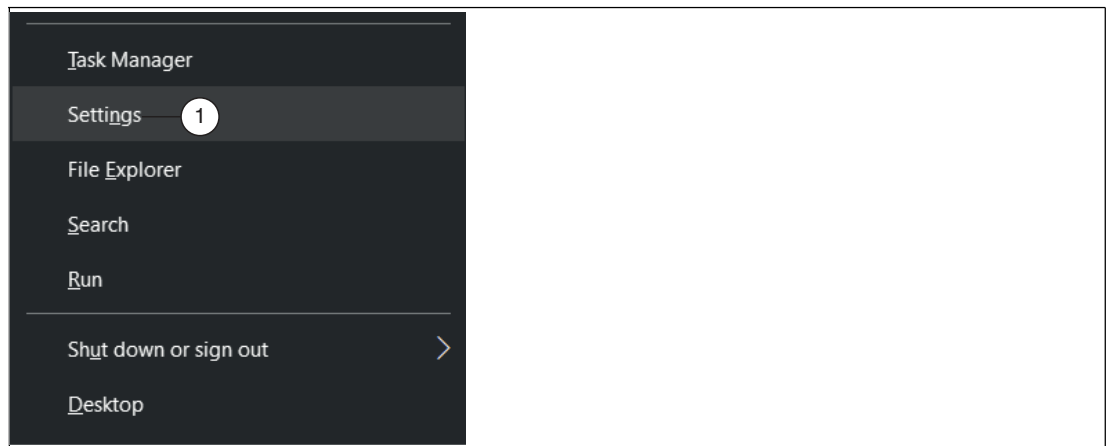 Task Manager
Settings 1
File Explorer
Search
Run
Shut down or sign out
Desktop